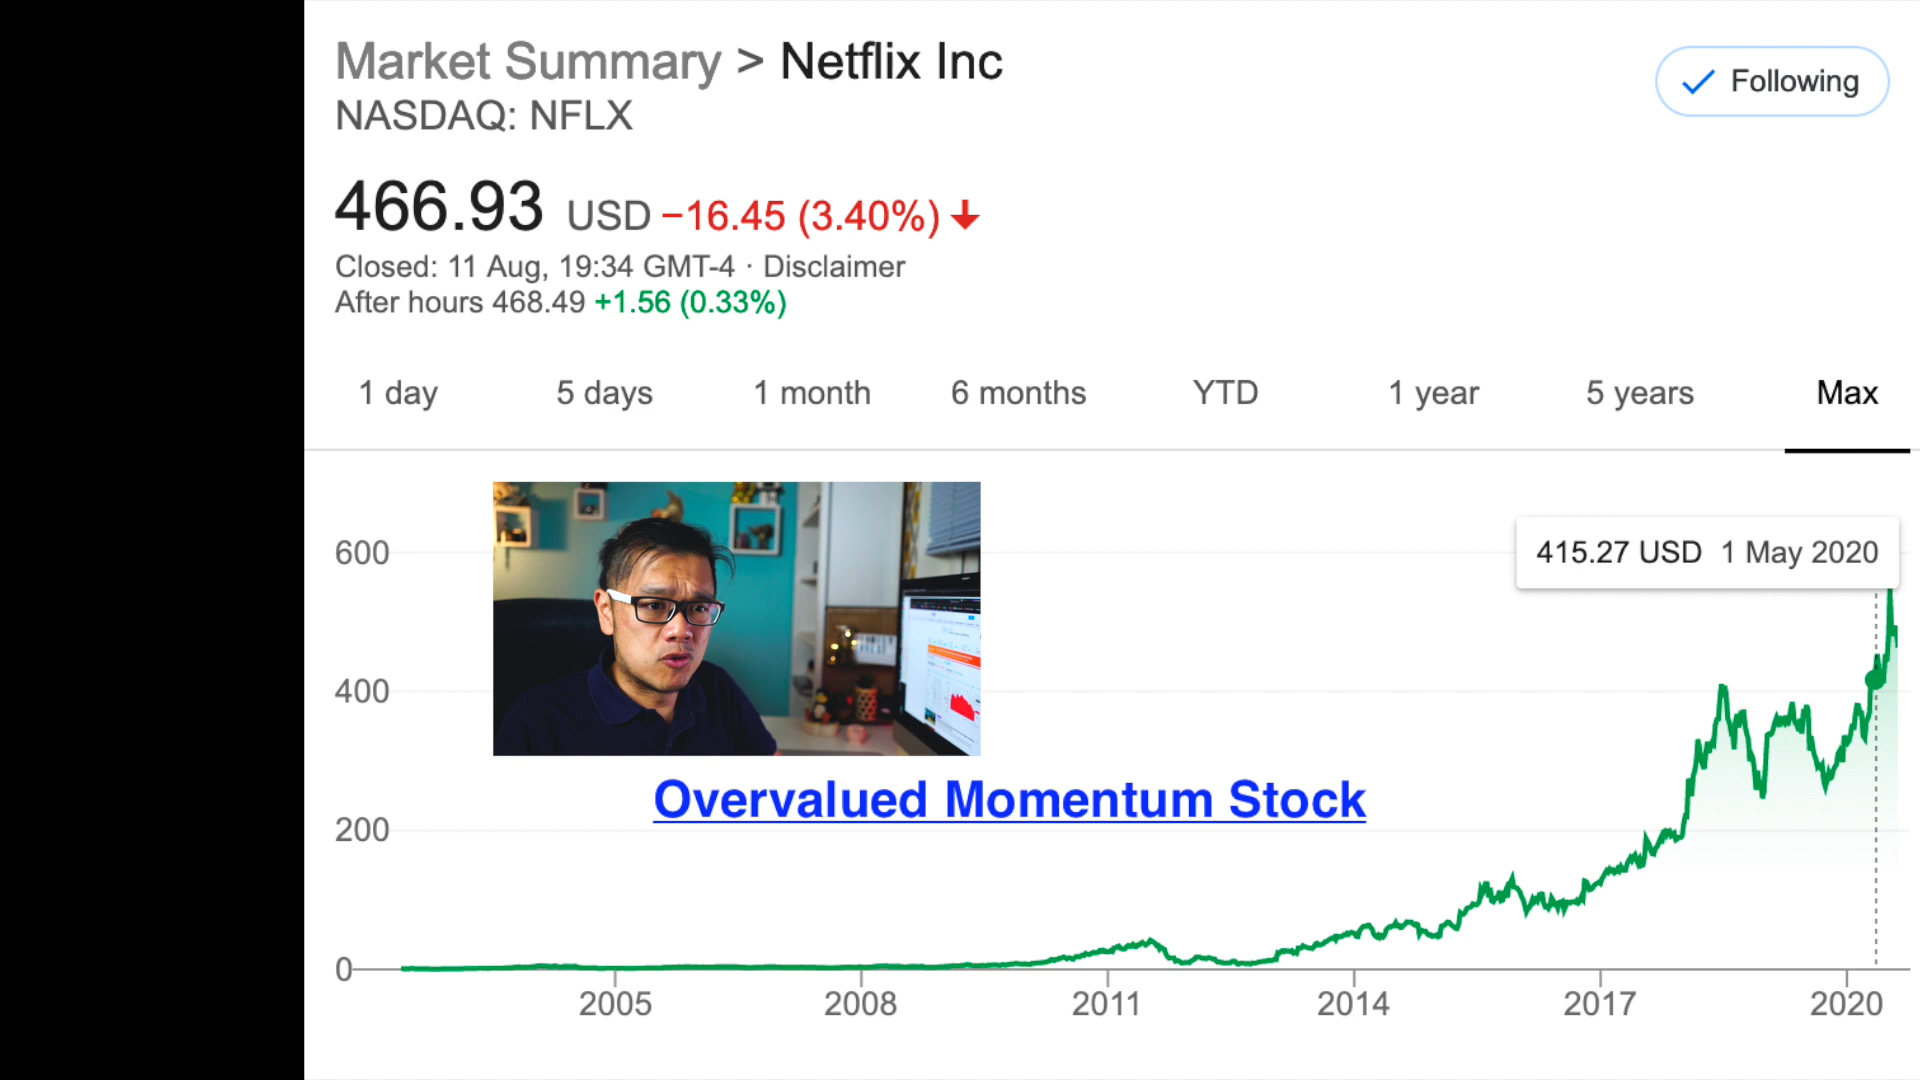 Market Summary > Netflix Inc
Following
NASDAQ: NFLX
466.93 USD −16.45 (3.40%)
Closed: 11 Aug, 19:34 GMT-4 · Disclaimer
After hours 468.49 +1.56 (0.33%)
1 day 5 days 1 month 6 months YTD 1 year 5 years Max
415.27 USD 1 May 2020
600
400
Overvalued Momentum Stock
200
0
2005 2008 2011 2014 2017 2020